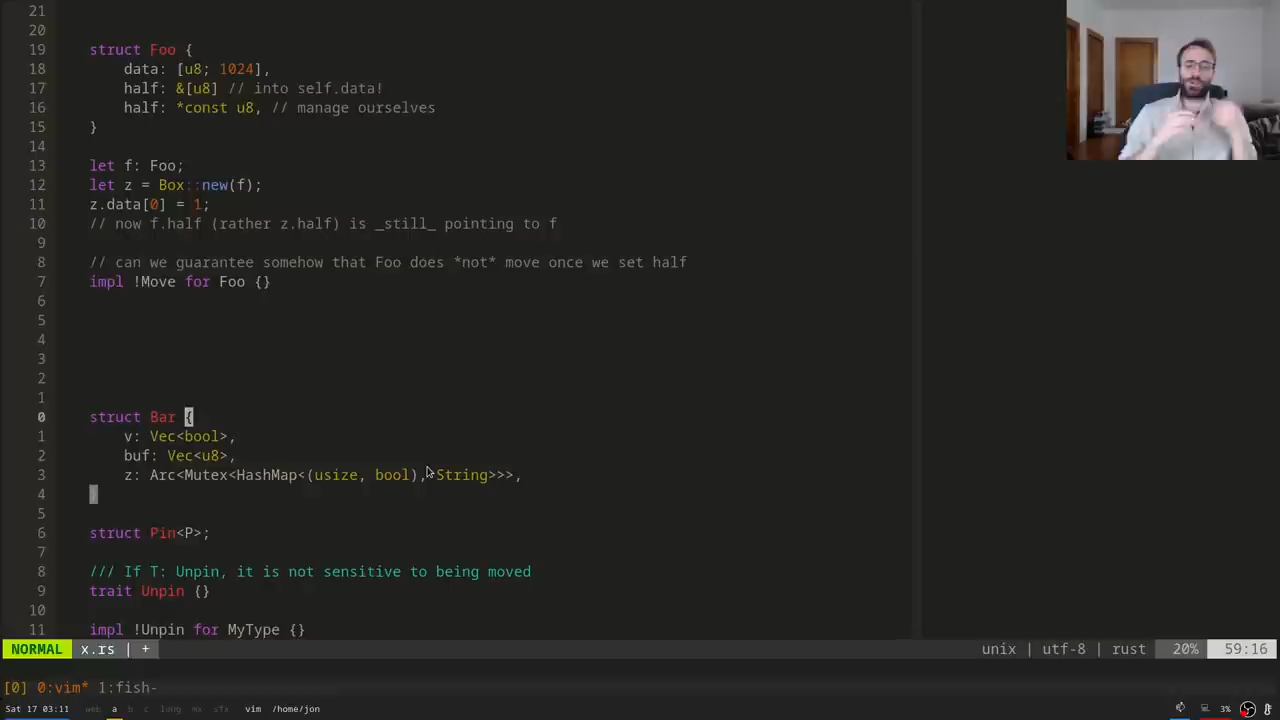 21
20
19 struct Foo {
18 data: [u8; 1024],
17 half: &[u8] // into self.data!
16 half: *const u8, // manage ourselves
15 }
14
13 let f: Foo;
12 let z = Box::new(f);
11 z.data[0] = 1;
10 // now f.half (rather z.half) is _still_ pointing to f
9
8 // can we guarantee somehow that Foo does *not* move once we set half
7 impl !Move for Foo {}
6
5
4
3
2
1
0 struct Bar {
1 v: Vec<bool>,
2 buf: Vec<u8>,
3 z: Arc<Mutex<HashMap<(usize, bool), String>>>,
4 }
5
6 struct Pin<P>;
7
8 /// If T: Unpin, it is not sensitive to being moved
9 trait Unpin {}
10
11 impl !Unpin for MyType {}
NORMAL x.rs | + unix | utf-8 | rust 20% 59:16
[0] 0:vim* 1:fish-
Sat 17 03:11 web a b c long mx sfx vim /home/jon 3%